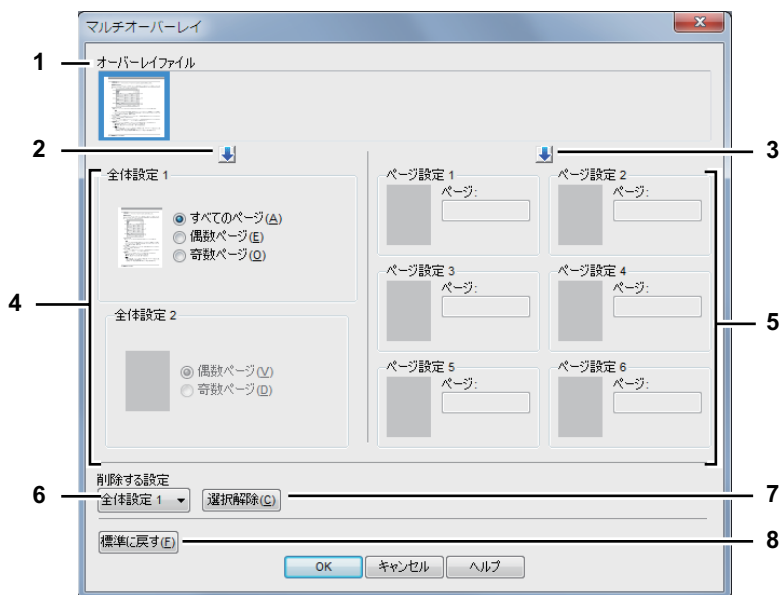 マルチオーバーレイ
1
オーバーレイファイル
2
3
全体設定 1
すべてのページ(A)
偶数ページ(E)
奇数ページ(O)
ページ設定 1
ページ:
ページ設定 2
ページ:
ページ設定 3
ページ:
ページ設定 4
ページ:
4
5
全体設定 2
偶数ページ(V)
奇数ページ(D)
ページ設定 5
ページ:
ページ設定 6
ページ:
削除する設定
6
全体設定 1
選択解除(C)
7
標準に戻す(F)
8
OK
キャンセル
ヘルプ